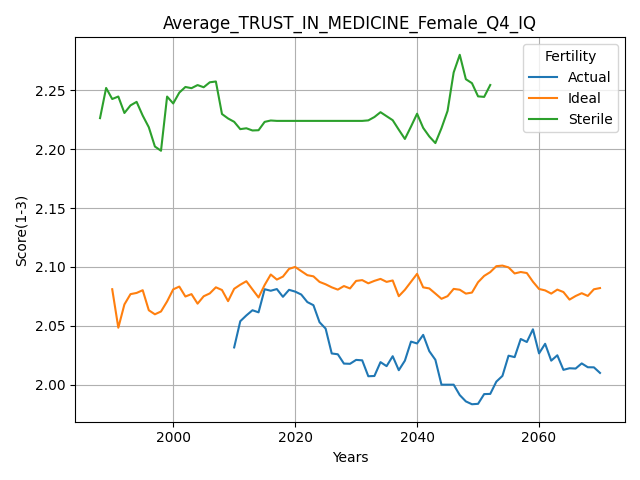 Average_TRUST_IN_MEDICINE_Female_Q4_IQ
Fertility
Actual
Ideal
Sterile
Score(1-3)
2.25
2.20
2.15
2.10
2.05
2.00
2000
2020
2040
2060
Years